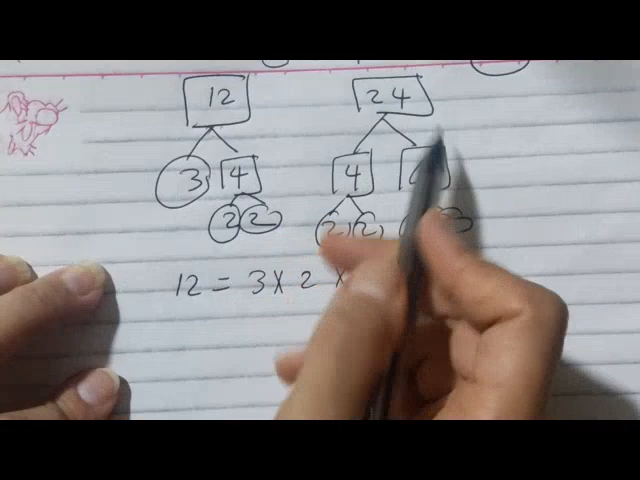 12 24
3 4 4
2 2 2 2
12 = 3 x 2 x